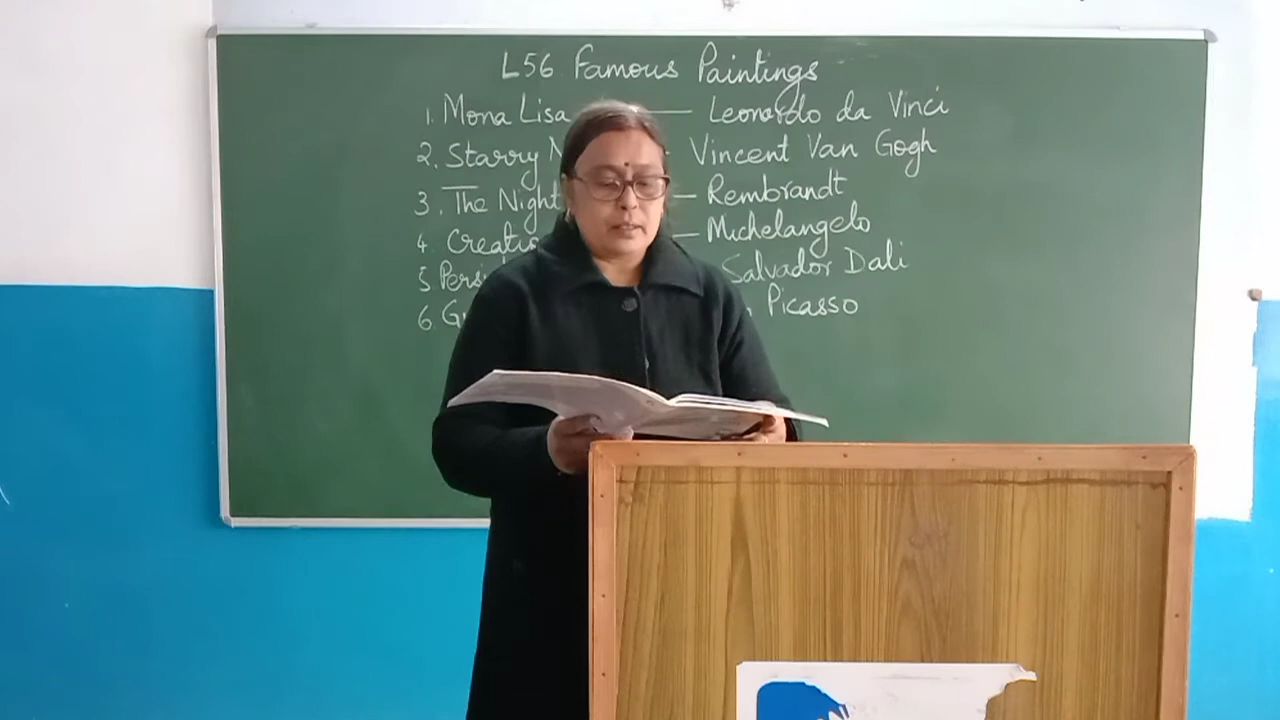 L56 Famous Paintings
1. Mona Lisa — Leonardo da Vinci
2. Starry Vincent Van Gogh
3. The Night — Rembrandt
4. — Michelangelo
5 Salvador Dali
6. Picasso